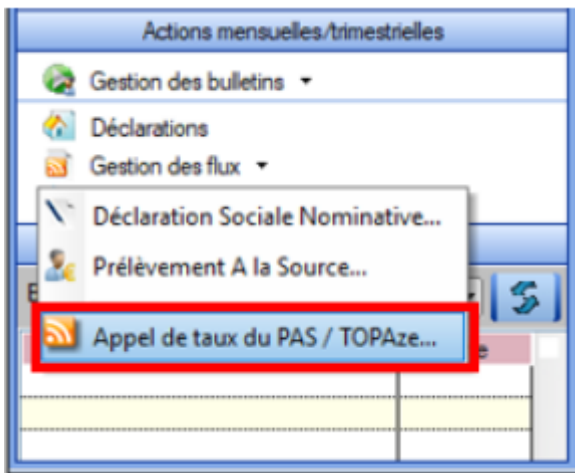 Actions mensuelles/trimestrielles
Gestion des bulletins
Déclarations
Gestion des flux
Déclaration Sociale Nominative...
Prélèvement A la Source...
Appel de taux du PAS / TOPAze...